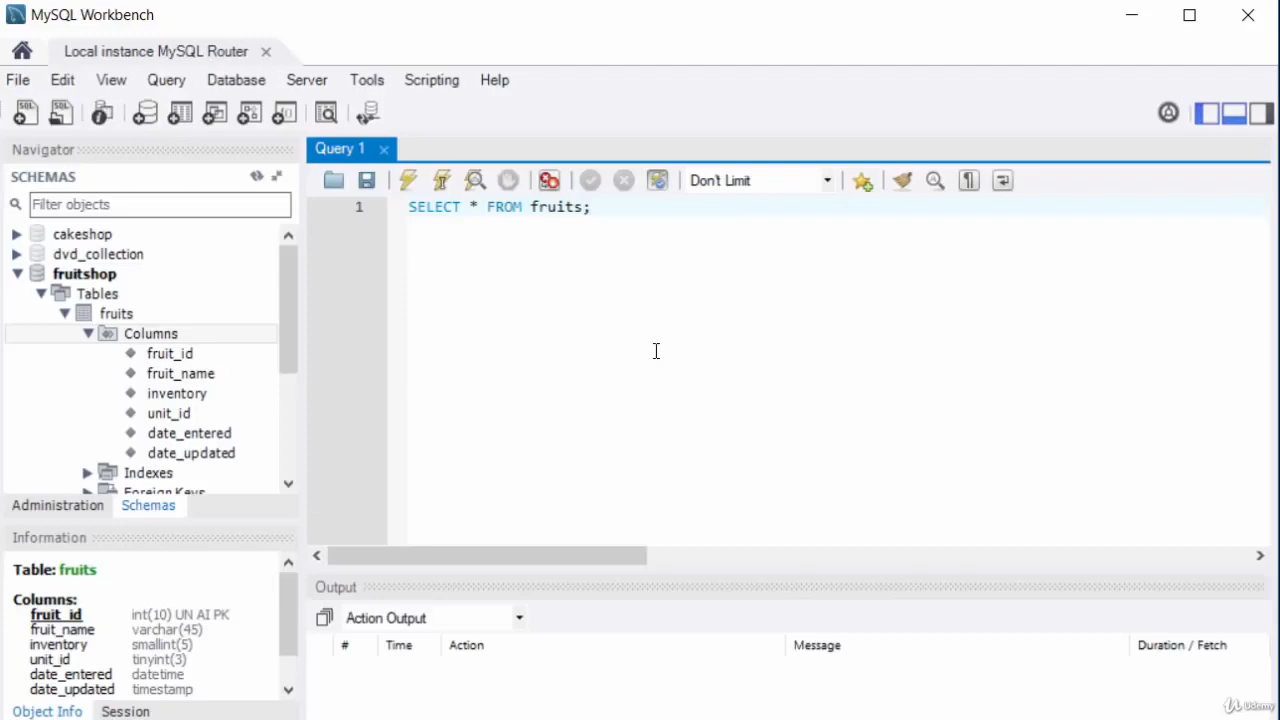 MySQL Workbench
Local instance MySQL Router
File Edit View Query Database Server Tools Scripting Help
Navigator
SCHEMAS
Filter objects
cakeshop
dvd_collection
fruitshop
Tables
fruits
Columns
fruit_id
fruit_name
inventory
unit_id
date_entered
date_updated
Indexes
Foreign Keys
Administration Schemas
Information
Table: fruits
Columns:
fruit_id int(10) UN AI PK
fruit_name varchar(45)
inventory smallint(5)
unit_id tinyint(3)
date_entered datetime
date_updated timestamp
Object Info Session
Query 1
Don't Limit
1 SELECT * FROM fruits;
Output
Action Output
# Time Action Message Duration / Fetch
Udemy